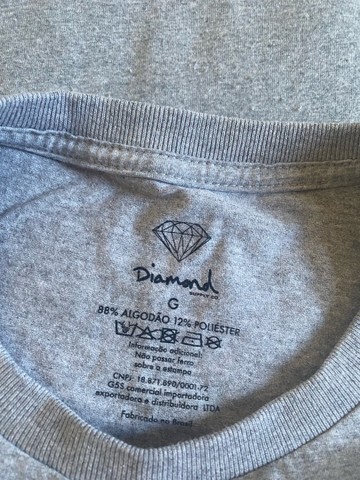 Diamond
SUPPLY CO
G
88% ALGODÃO 12% POLIÉSTER
Informação adicional:
Não passar ferro
sobre a estampa
CNPJ: 18.871.890/0001-72
GSS comercial importadora
exportadora e distribuidora LTDA
Fabricado no Brasil